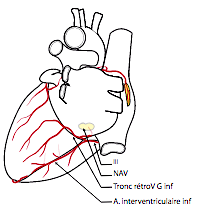 III
NAV
Tronc rétroV G inf
A. interventriculaire inf